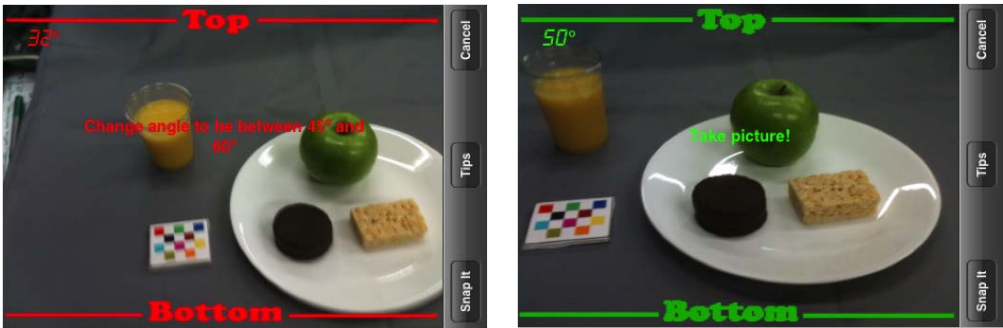 Top
32°
Change angle to be between 45° and
60°
Bottom
Cancel
Tips
Snap It
Top
50°
Take picture!
Bottom
Cancel
Tips
Snap It